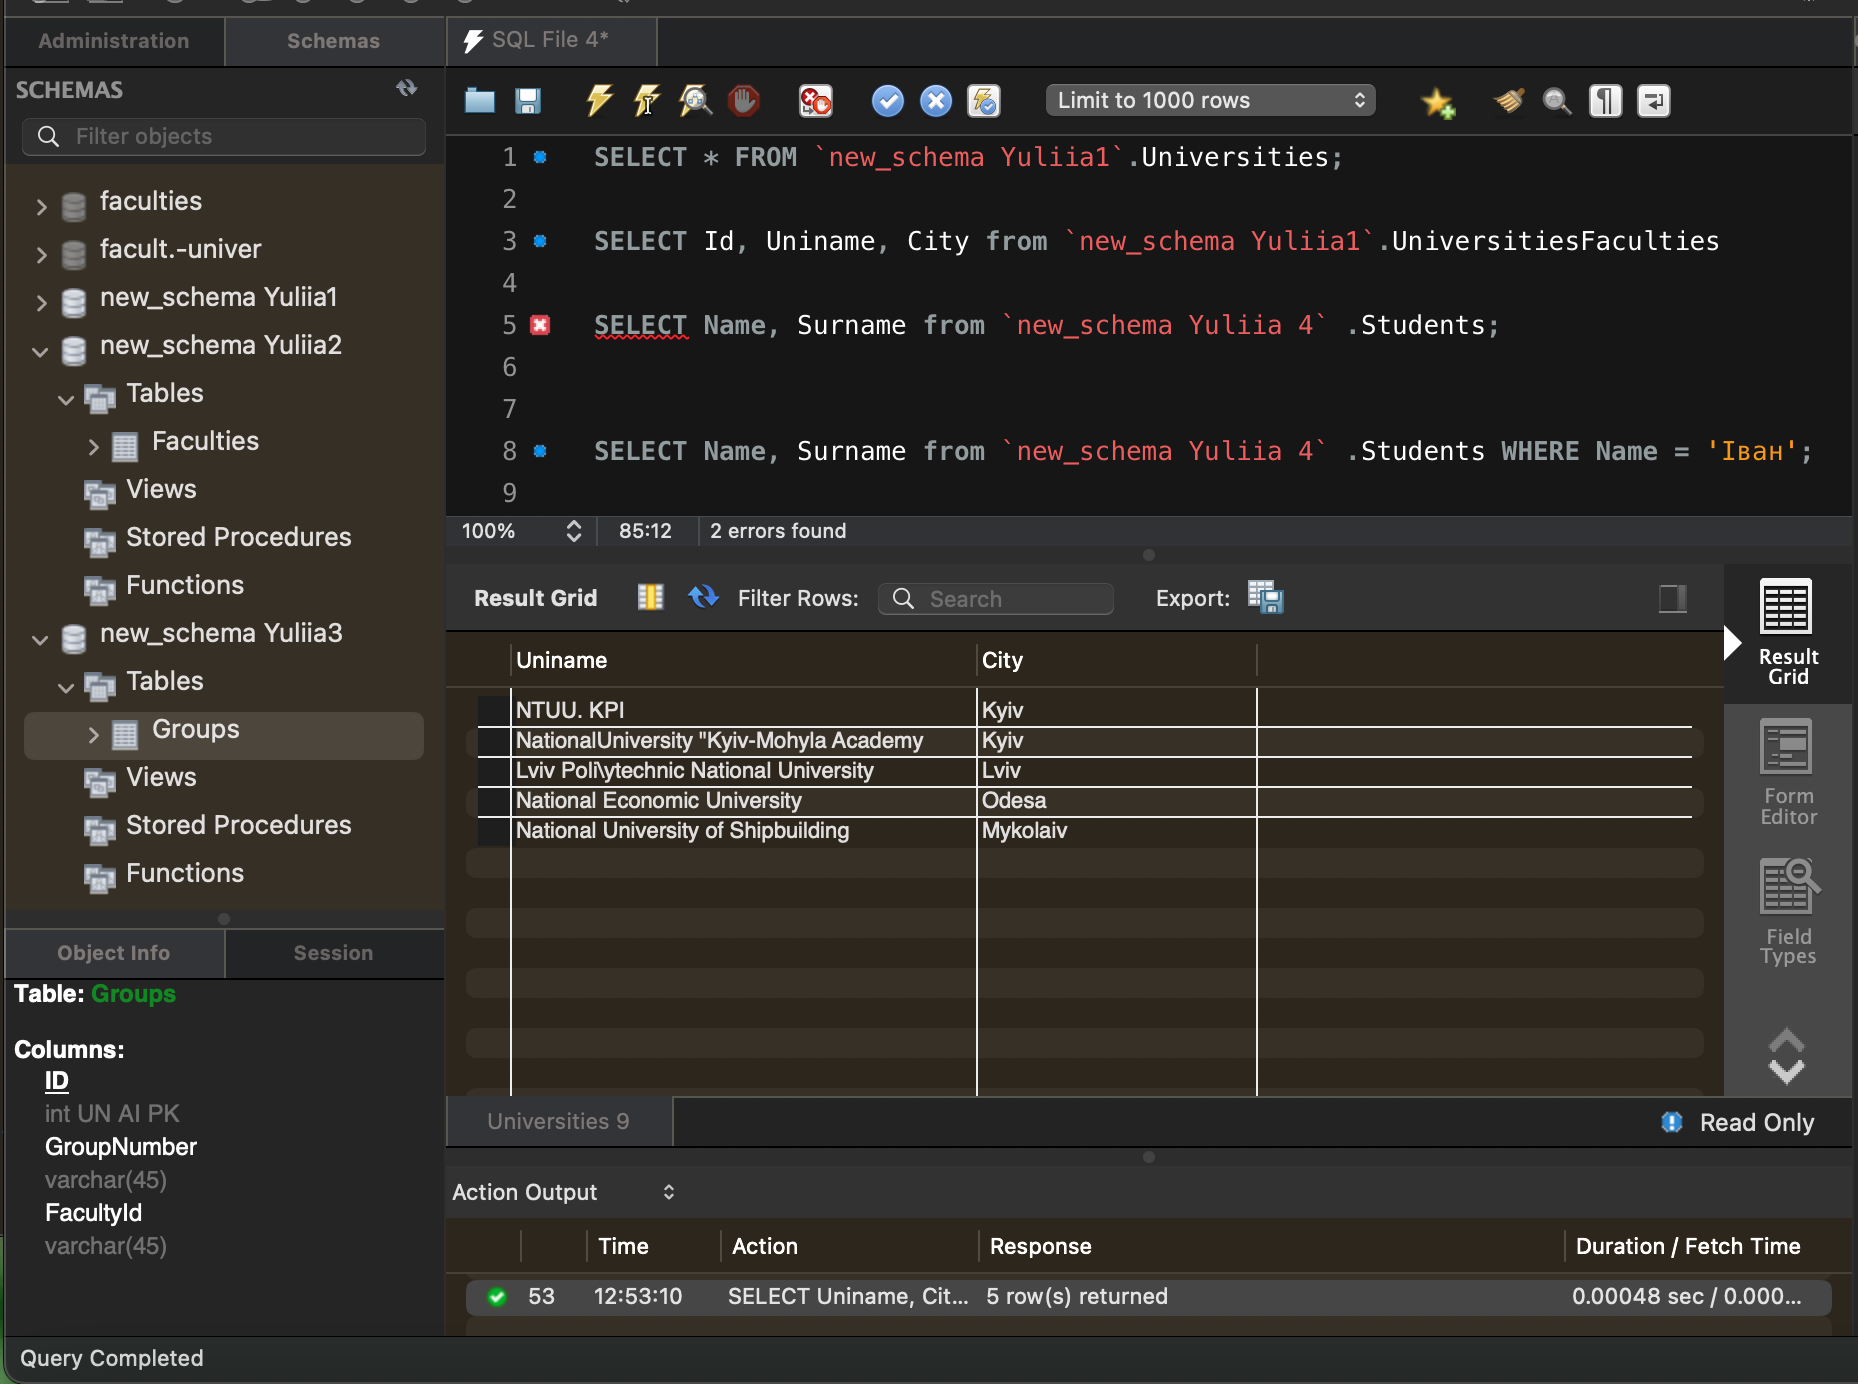 Administration
Schemas
SQL File 4*
SCHEMAS
Filter objects
Limit to 1000 rows
faculties
facult.-univer
new_schema Yuliia1
new_schema Yuliia2
Tables
Faculties
Views
Stored Procedures
Functions
new_schema Yuliia3
Tables
Groups
Views
Stored Procedures
Functions
1 SELECT * FROM `new_schema Yuliia1`.Universities;
2
3 SELECT Id, Uniname, City from `new_schema Yuliia1`.UniversitiesFaculties
4
5 SELECT Name, Surname from `new_schema Yuliia 4` .Students;
6
7
8 SELECT Name, Surname from `new_schema Yuliia 4` .Students WHERE Name = 'Іван';
9
100% 85:12 2 errors found
Result Grid Filter Rows: Search Export:
Uniname City
NTUU. KPI Kyiv
NationalUniversity "Kyiv-Mohyla Academy Kyiv
Lviv Poli\ytechnic National University Lviv
National Economic University Odesa
National University of Shipbuilding Mykolaiv
Result
Grid
Form
Editor
Field
Types
Object Info
Session
Table: Groups
Columns:
ID
int UN AI PK
GroupNumber
varchar(45)
FacultyId
varchar(45)
Universities 9
Read Only
Action Output
Time Action Response Duration / Fetch Time
53 12:53:10 SELECT Uniname, Cit... 5 row(s) returned 0.00048 sec / 0.000...
Query Completed